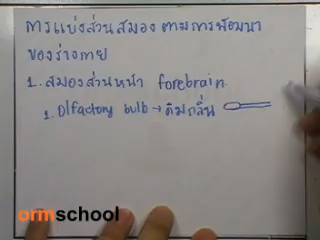 การแบ่งส่วนสมองตามการพัฒนา
ของร่างกาย
1. สมองส่วนหน้า forebrain
1. Olfactory bulb → ดมกลิ่น
ormschool